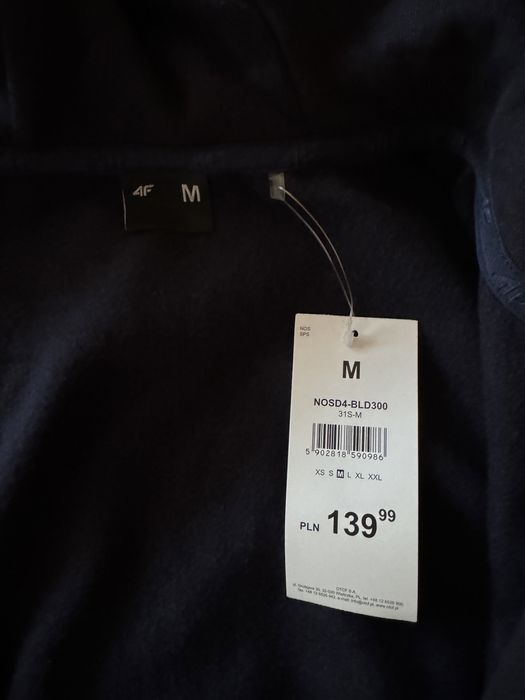 4F M
NOS
SPS
M
NOSD4-BLD300
31S-M
5 902818 590986
XS S M L XL XXL
PLN 139 99
OTCF S.A.